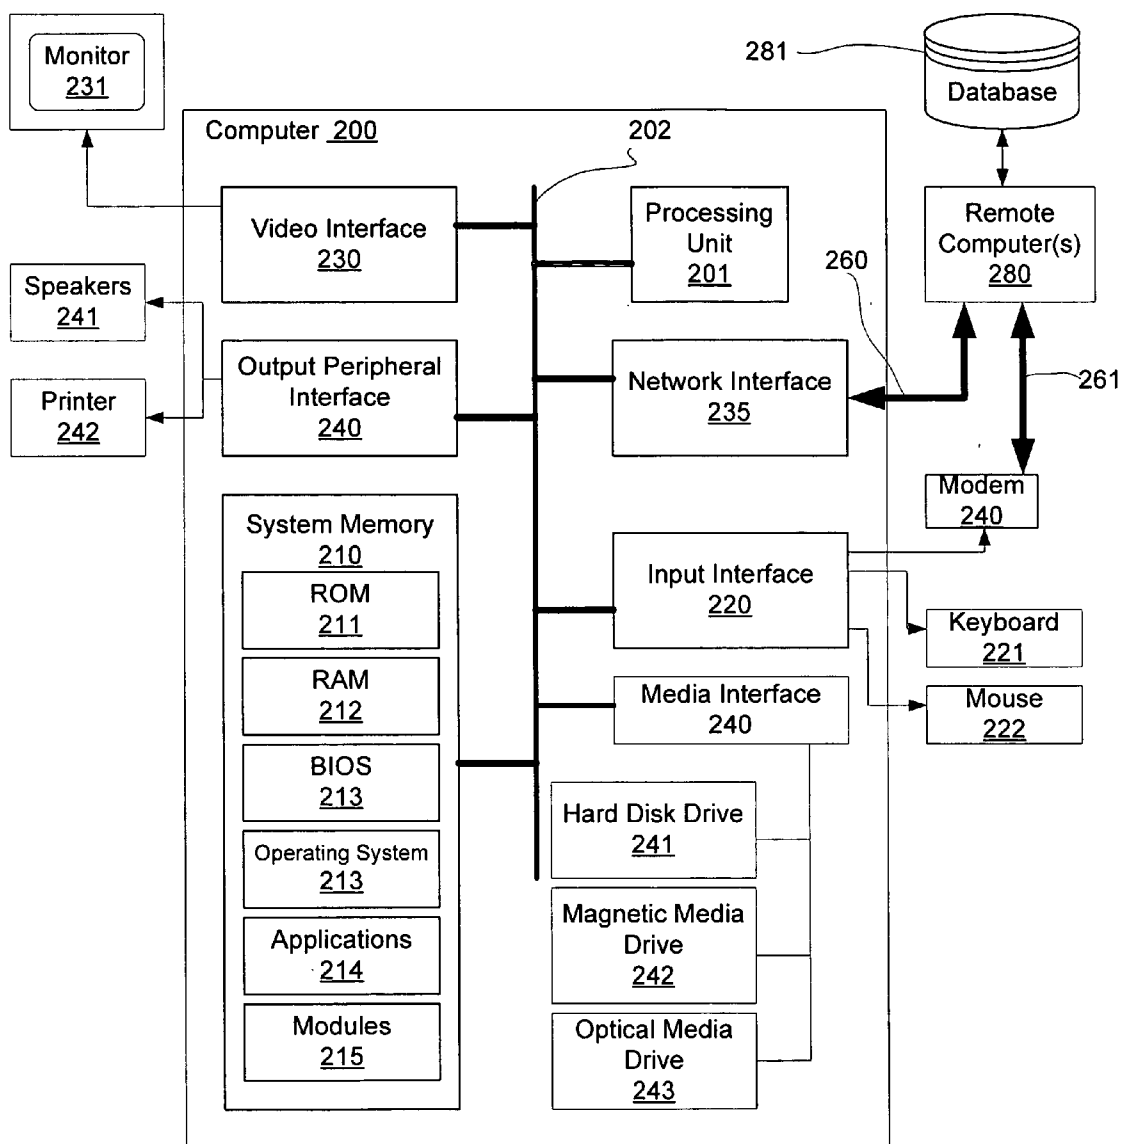 Monitor
231
281
Database
Computer 200
202
Video Interface
230
Processing
Unit
201
Remote
Computer(s)
280
260
Speakers
241
Output Peripheral
Interface
240
Network Interface
235
261
Printer
242
Modem
240
System Memory
210
Input Interface
220
ROM
211
Keyboard
221
RAM
212
Media Interface
240
Mouse
222
BIOS
213
Hard Disk Drive
241
Operating System
213
Magnetic Media
Drive
242
Applications
214
Modules
215
Optical Media
Drive
243